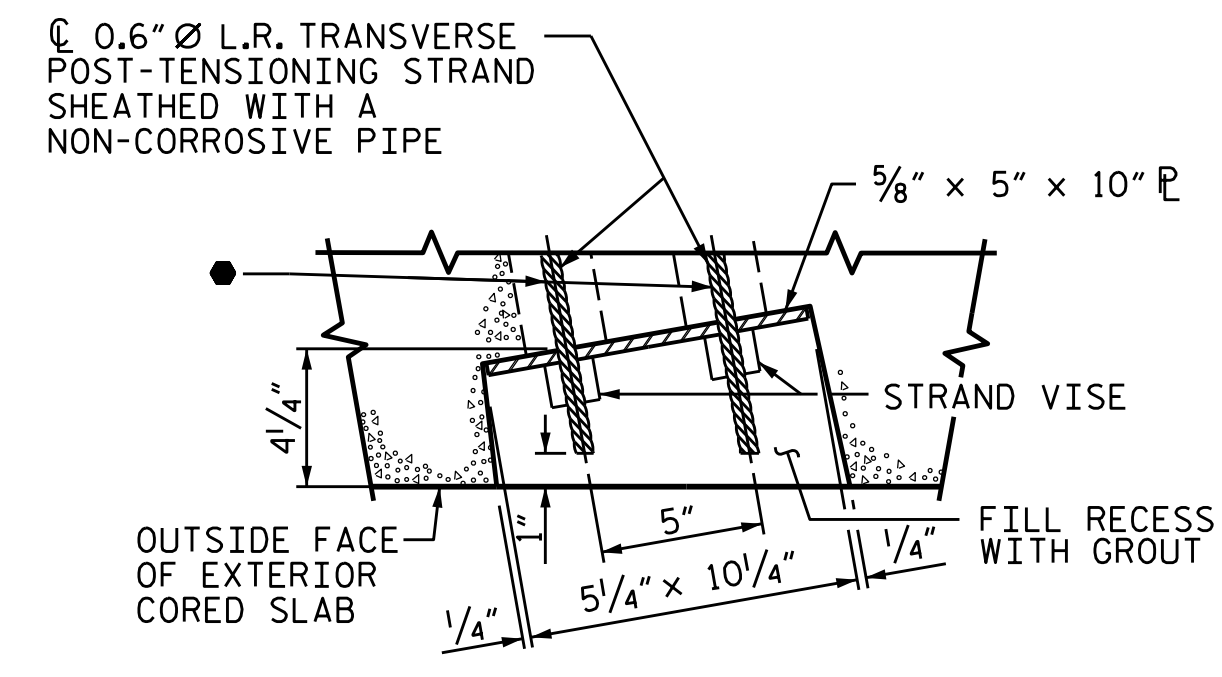 ℄ 0.6" Ø L.R. TRANSVERSE
POST-TENSIONING STRAND
SHEATHED WITH A
NON-CORROSIVE PIPE
5/8" x 5" x 10" ⅊
4 1/4"
STRAND VISE
1"
5"
FILL RECESS
WITH GROUT
OUTSIDE FACE
OF EXTERIOR
CORED SLAB
5 1/4" x 10 1/4"
1/4"
1/4"